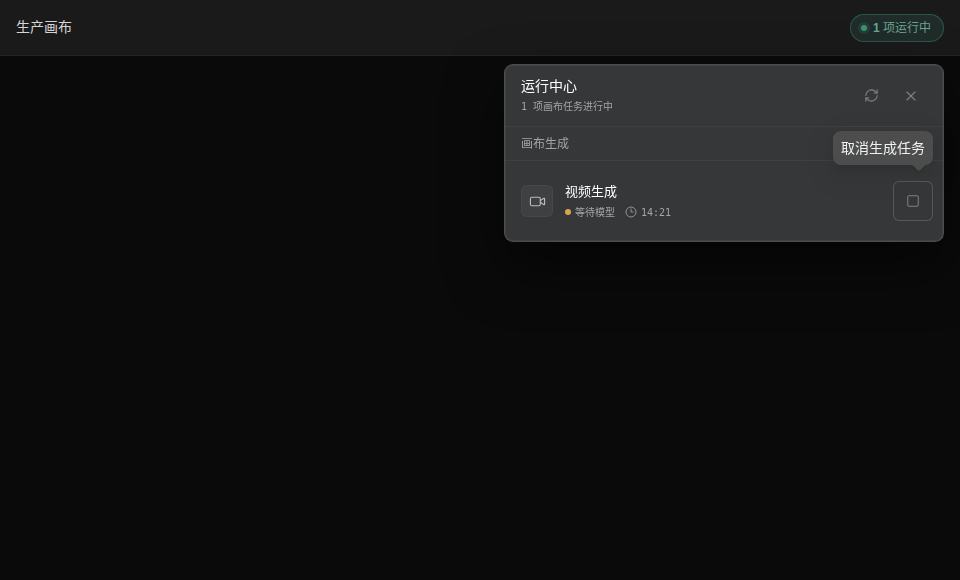 生产画布
1 项运行中
运行中心
1 项画布任务进行中
画布生成
取消生成任务
视频生成
等待模型 14:21